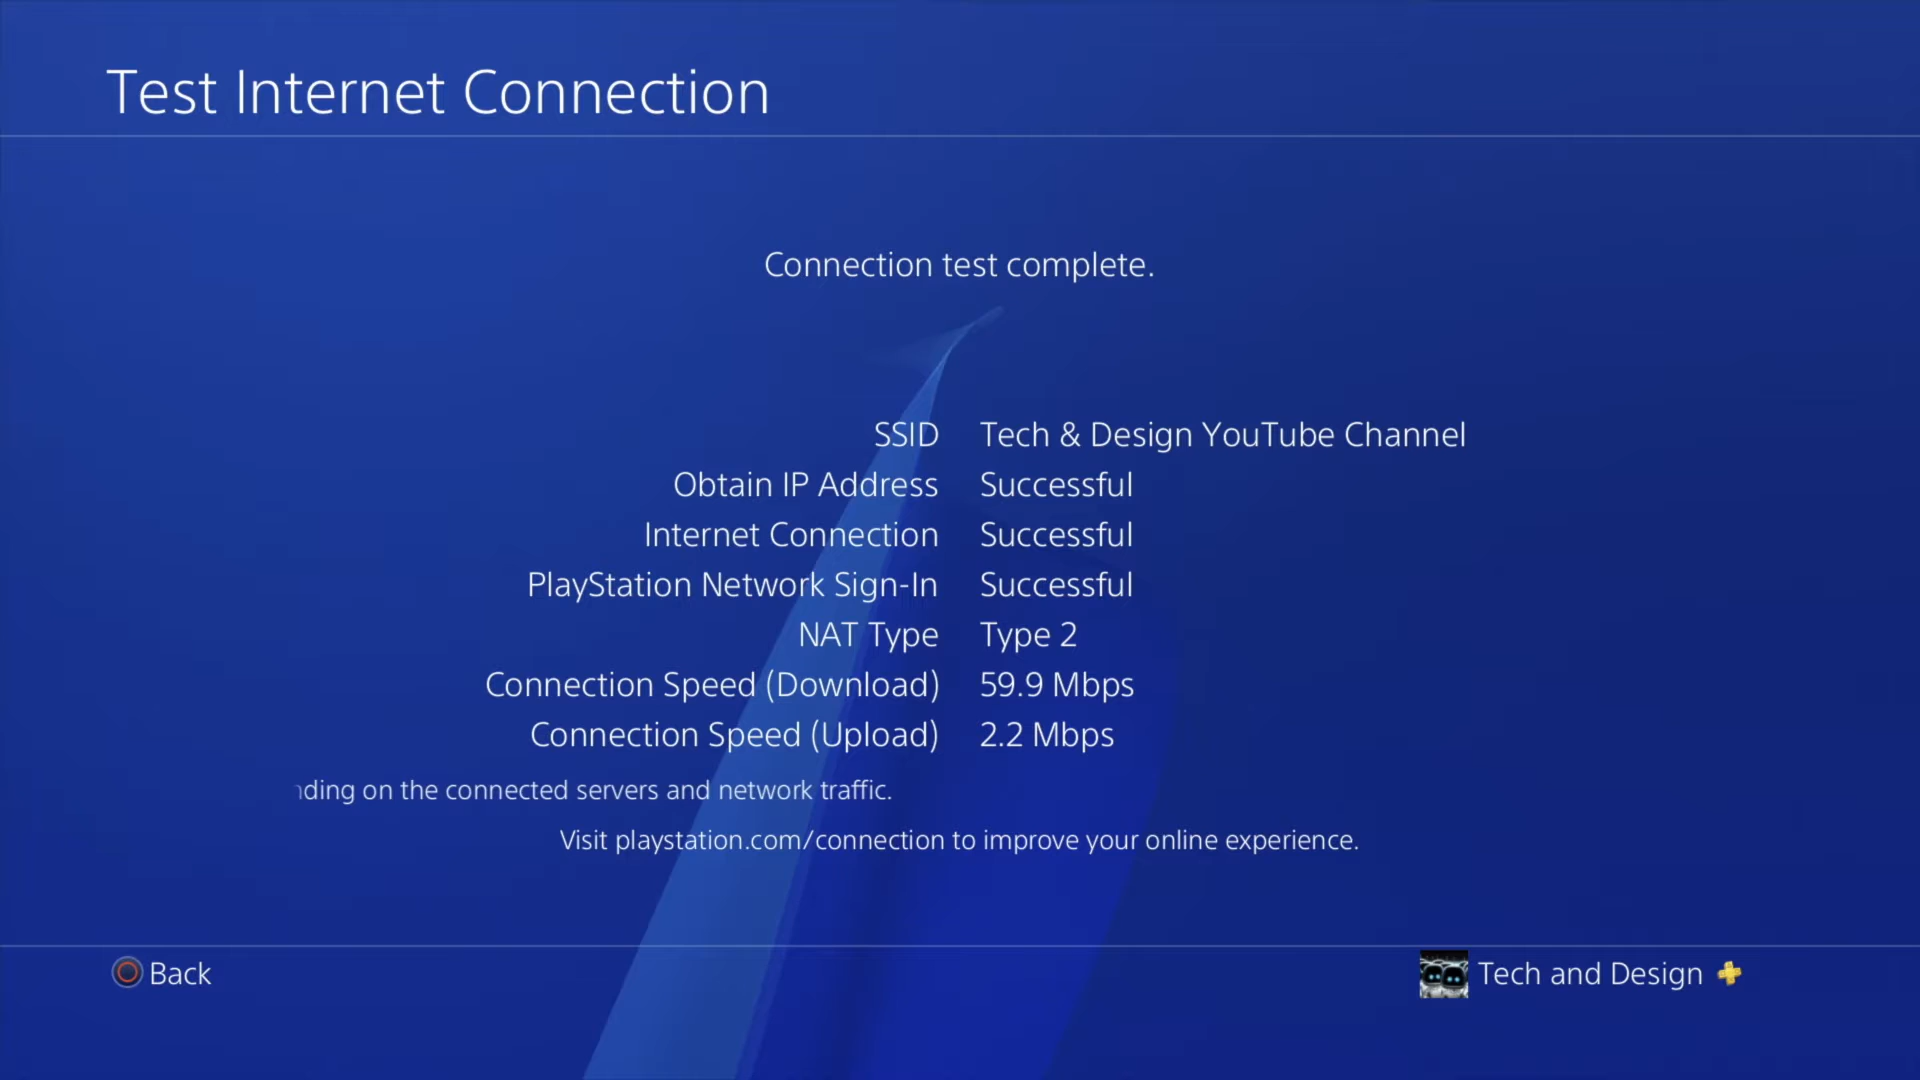 Test Internet Connection
Connection test complete.
SSID Tech & Design YouTube Channel
Obtain IP Address Successful
Internet Connection Successful
PlayStation Network Sign-In Successful
NAT Type Type 2
Connection Speed (Download) 59.9 Mbps
Connection Speed (Upload) 2.2 Mbps
on the connected servers and network traffic.
Visit playstation.com/connection to improve your online experience.
Back
Tech and Design